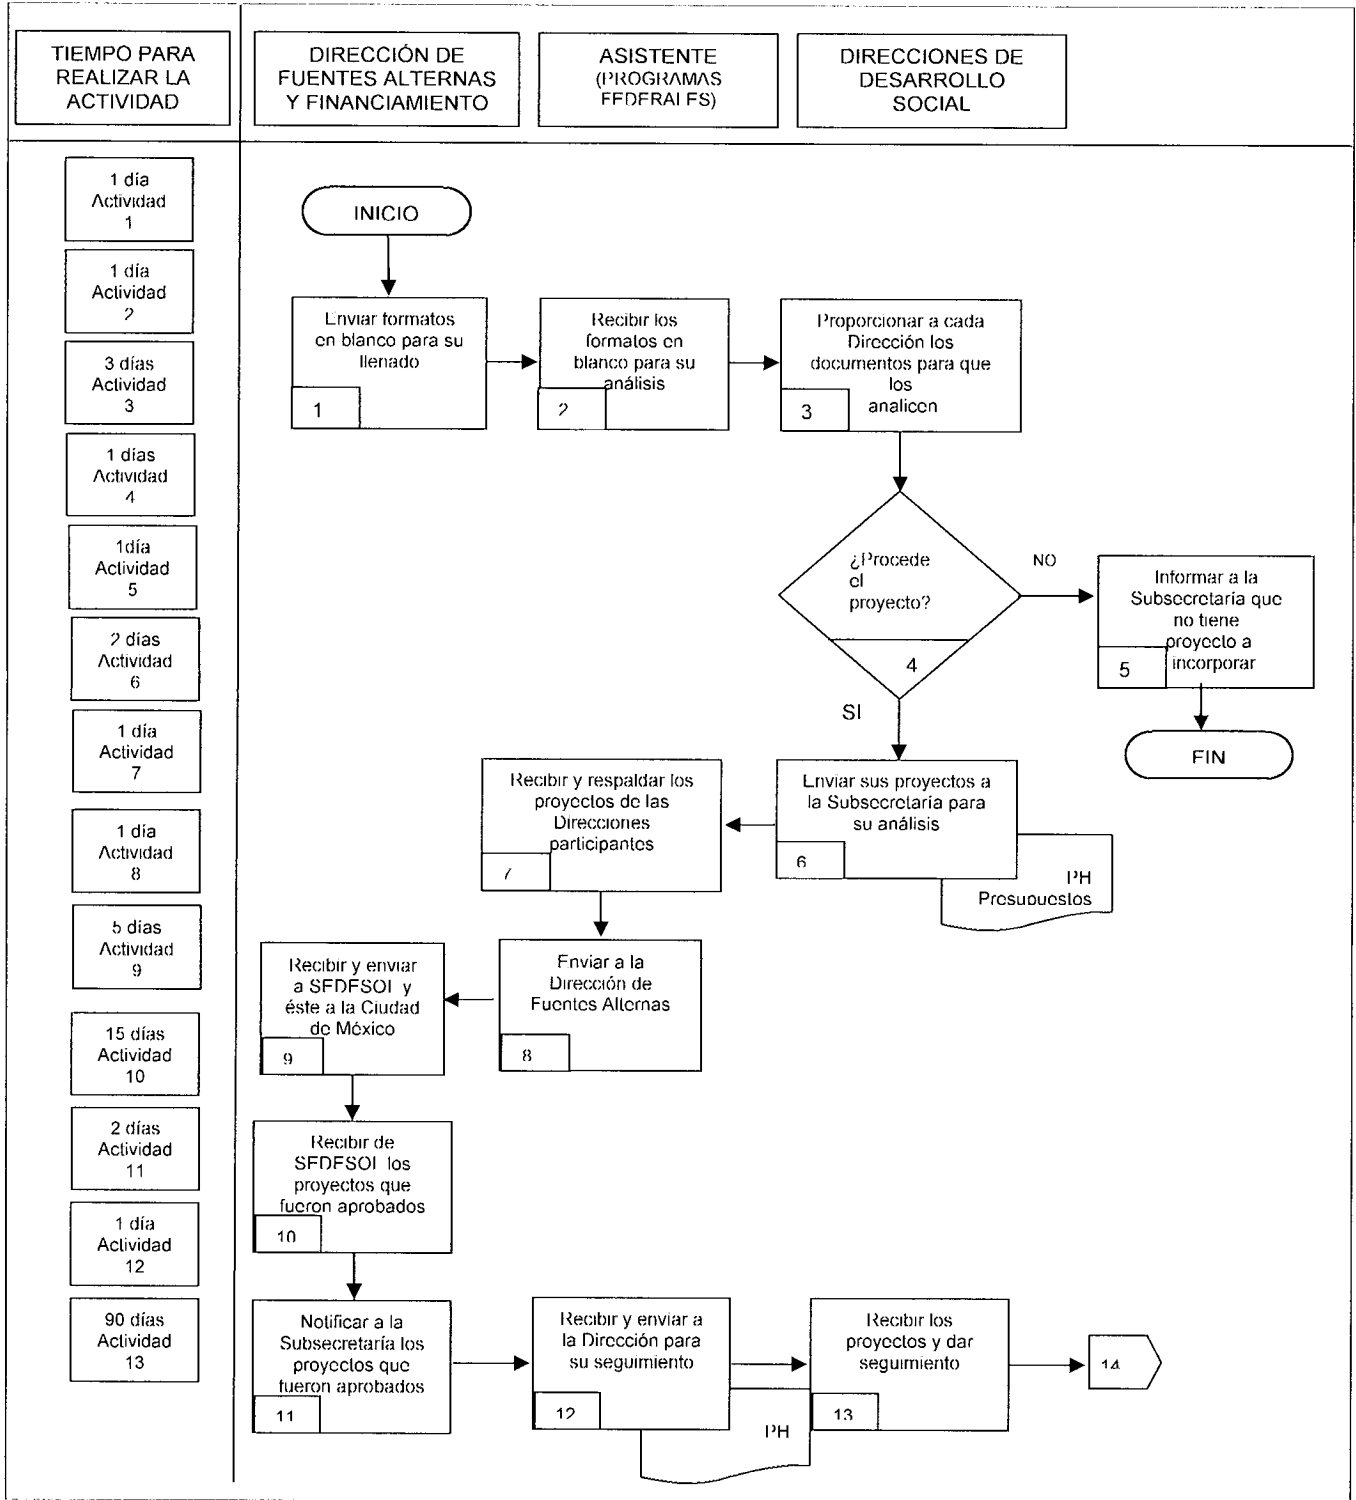 TIEMPO PARA
REALIZAR LA
ACTIVIDAD
DIRECCIÓN DE
FUENTES ALTERNAS
Y FINANCIAMIENTO
ASISTENTE
(PROGRAMAS
FEDERALES)
DIRECCIONES DE
DESARROLLO
SOCIAL
1 día
Actividad
1
1 día
Actividad
2
3 días
Actividad
3
1 días
Actividad
4
1día
Actividad
5
2 días
Actividad
6
1 día
Actividad
7
1 día
Actividad
8
5 días
Actividad
9
15 días
Actividad
10
2 días
Actividad
11
1 día
Actividad
12
90 días
Actividad
13
INICIO
Enviar formatos
en blanco para su
llenado
1
Recibir los
formatos en
blanco para su
análisis
2
Proporcionar a cada
Dirección los
documentos para que
los
analicen
3
¿Procede
el
proyecto?
4
NO
Informar a la
Subsecretaría que
no tiene
proyecto a
incorporar
5
FIN
SI
Enviar sus proyectos a
la Subsecretaría para
su análisis
6
PH
Presupuestos
Recibir y respaldar los
proyectos de las
Direcciones
participantes
7
Enviar a la
Dirección de
Fuentes Alternas
8
Recibir y enviar
a SEDESOL y
éste a la Ciudad
de México
9
Recibir de
SEDESOL los
proyectos que
fueron aprobados
10
Notificar a la
Subsecretaría los
proyectos que
fueron aprobados
11
Recibir y enviar a
la Dirección para
su seguimiento
12
PH
Recibir los
proyectos y dar
seguimiento
13
14